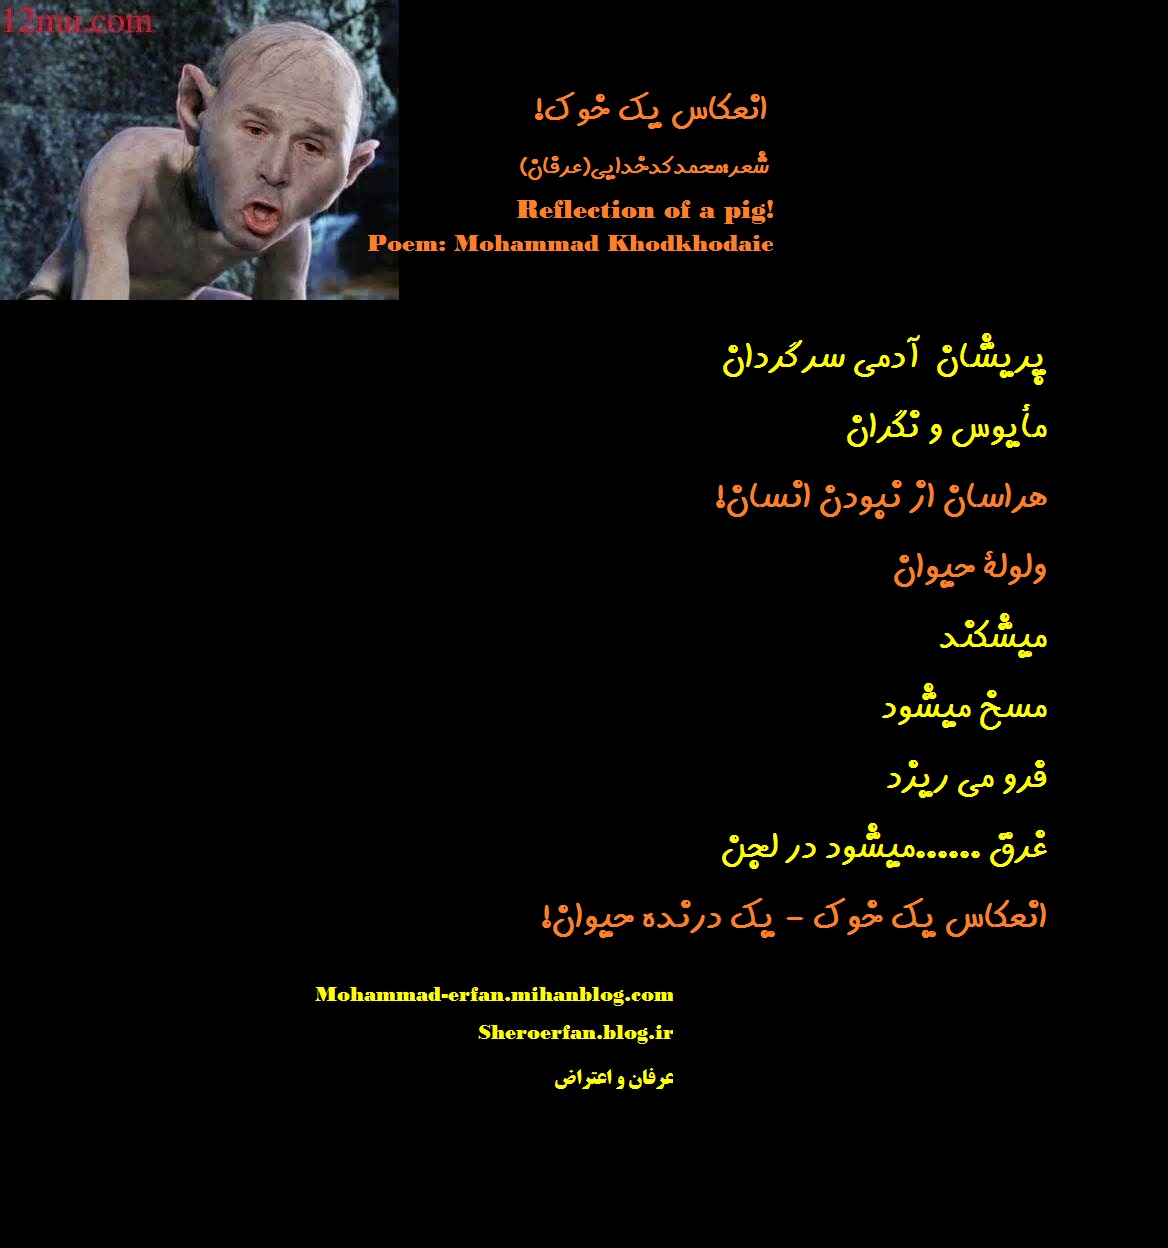 12mu.com
انعکاس یک خوک!
شعر:محمدکدخدایی(عرفان)
Reflection of a pig!
Poem: Mohammad Khodkhodaie
پریشان آدمی سرگردان
مأیوس و نگران
هراسان از نبودن انسان!
ولولهٔ حیوان
میشکند
مسخ میشود
فرو می ریزد
غرق ......میشود در لجن
انعکاس یک خوک – یک درنده حیوان!
Mohammad-erfan.mihanblog.com
Sheroerfan.blog.ir
عرفان و اعتراض